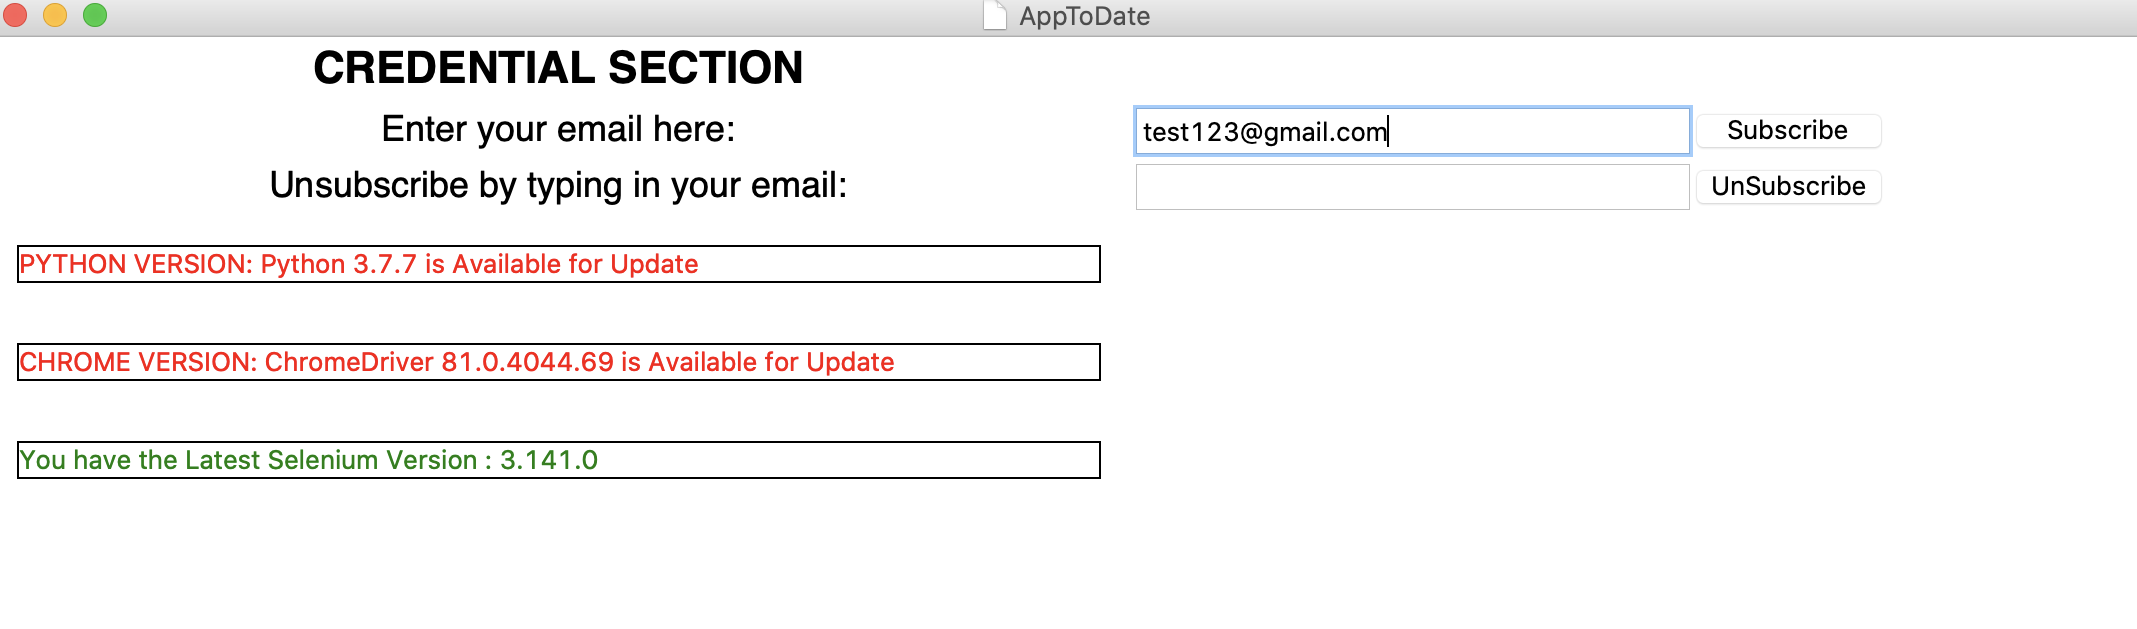 AppToDate
CREDENTIAL SECTION
Enter your email here: test123@gmail.com Subscribe
Unsubscribe by typing in your email: UnSubscribe
PYTHON VERSION: Python 3.7.7 is Available for Update
CHROME VERSION: ChromeDriver 81.0.4044.69 is Available for Update
You have the Latest Selenium Version : 3.141.0